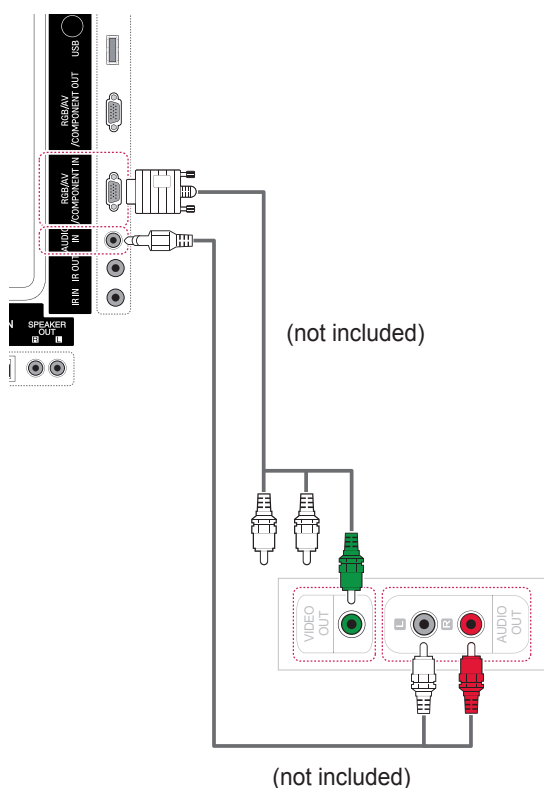 USB
RGB/AV
/COMPONENT OUT
RGB/AV
/COMPONENT IN
AUDIO
IN
IR OUT
IR IN
N
SPEAKER
OUT
R L
(not included)
VIDEO
OUT
L
R
AUDIO
OUT
(not included)